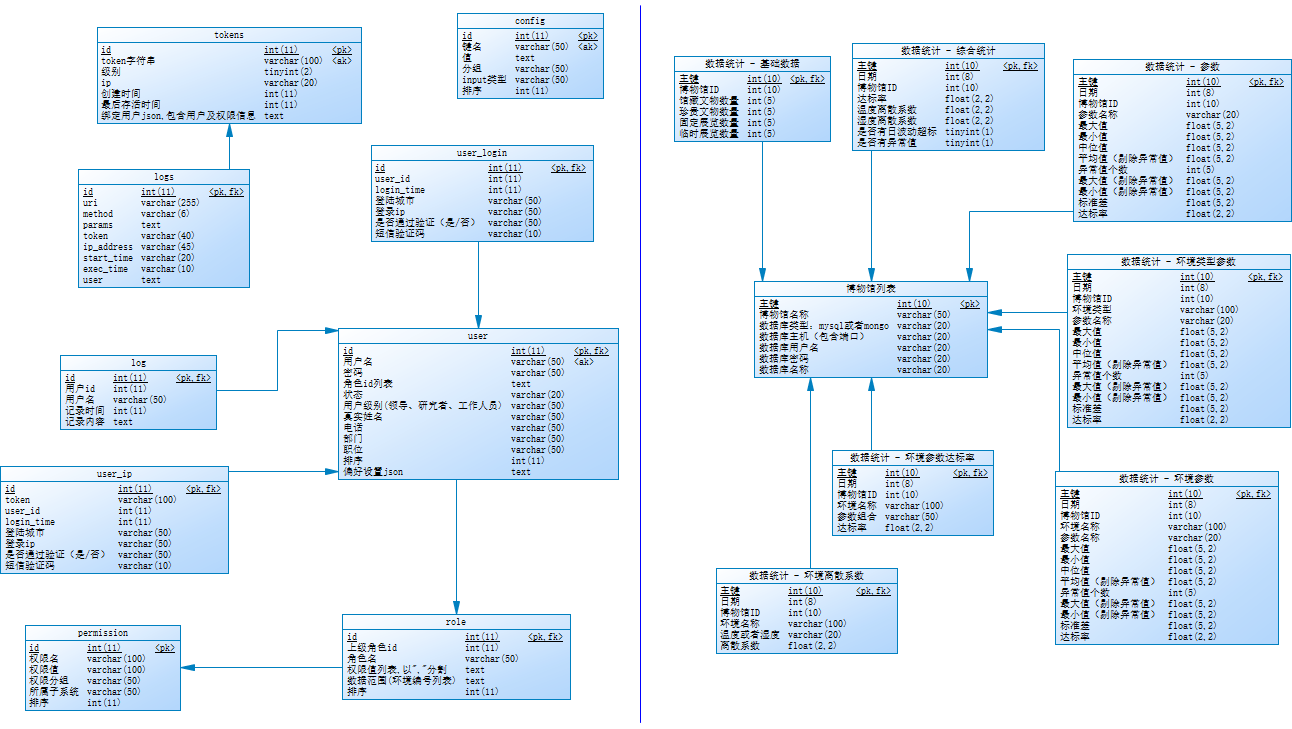 tokens
id int(11) <pk>
token字符串 varchar(100) <ak>
级别 tinyint(2)
ip varchar(20)
创建时间 int(11)
最后存活时间 int(11)
绑定用户json,包含用户及权限信息 text
config
id int(11) <pk>
键名 varchar(50) <ak>
值 text
分组 varchar(50)
input类型 varchar(50)
排序 int(11)
logs
id int(11) <pk,fk>
uri varchar(255)
method varchar(6)
params text
token varchar(40)
ip_address varchar(45)
start_time varchar(20)
exec_time varchar(10)
user text
user_login
id int(11) <pk,fk>
user_id int(11)
login_time int(11)
登陆城市 varchar(50)
登录ip varchar(50)
是否通过验证（是/否） varchar(50)
短信验证码 varchar(10)
user
id int(11) <pk,fk>
用户名 varchar(50) <ak>
密码 varchar(50)
角色id列表 text
状态 varchar(20)
用户级别(领导、研究者、工作人员) varchar(50)
真实姓名 varchar(50)
电话 varchar(50)
部门 varchar(50)
职位 varchar(50)
排序 int(11)
偏好设置json text
log
id int(11) <pk,fk>
用户id int(11)
用户名 varchar(50)
记录时间 int(11)
记录内容 text
user_ip
id int(11) <pk,fk>
token varchar(100)
user_id int(11)
login_time int(11)
登陆城市 varchar(50)
登录ip varchar(50)
是否通过验证（是/否） varchar(50)
短信验证码 varchar(10)
permission
id int(11) <pk>
权限名 varchar(100)
权限值 varchar(100)
权限分组 varchar(50)
所属子系统 varchar(50)
排序 int(11)
role
id int(11) <pk,fk>
上级角色id int(11)
角色名 varchar(50)
权限值列表,以","分割 text
数据范围(环境编号列表) text
排序 int(11)
数据统计 - 基础数据
主键 int(10) <pk,fk>
博物馆ID int(10)
馆藏文物数量 int(5)
珍贵文物数量 int(5)
固定展览数量 int(5)
临时展览数量 int(5)
数据统计 - 综合统计
主键 int(10) <pk,fk>
日期 int(8)
博物馆ID int(10)
达标率 float(2,2)
温度离散系数 float(2,2)
湿度离散系数 float(2,2)
是否有日波动超标 tinyint(1)
是否有异常值 tinyint(1)
数据统计 - 参数
主键 int(10) <pk,fk>
日期 int(8)
博物馆ID int(10)
参数名称 varchar(20)
最大值 float(5,2)
最小值 float(5,2)
中位值 float(5,2)
平均值（剔除异常值） float(5,2)
异常值个数 int(5)
最大值（剔除异常值） float(5,2)
最小值（剔除异常值） float(5,2)
标准差 float(5,2)
达标率 float(2,2)
博物馆列表
主键 int(10) <pk>
博物馆名称 varchar(50)
数据库类型：mysql或者mongo varchar(20)
数据库主机（包含端口） varchar(20)
数据库用户名 varchar(20)
数据库密码 varchar(20)
数据库名称 varchar(20)
数据统计 - 环境类型参数
主键 int(10) <pk,fk>
日期 int(8)
博物馆ID int(10)
环境类型 varchar(100)
参数名称 varchar(20)
最大值 float(5,2)
最小值 float(5,2)
中位值 float(5,2)
平均值（剔除异常值） float(5,2)
异常值个数 int(5)
最大值（剔除异常值） float(5,2)
最小值（剔除异常值） float(5,2)
标准差 float(5,2)
达标率 float(2,2)
数据统计 - 环境参数达标率
主键 int(10) <pk,fk>
日期 int(8)
博物馆ID int(10)
环境名称 varchar(100)
参数组合 varchar(50)
达标率 float(2,2)
数据统计 - 环境参数
主键 int(10) <pk,fk>
日期 int(8)
博物馆ID int(10)
环境名称 varchar(100)
参数名称 varchar(20)
最大值 float(5,2)
最小值 float(5,2)
中位值 float(5,2)
平均值（剔除异常值） float(5,2)
异常值个数 int(5)
最大值（剔除异常值） float(5,2)
最小值（剔除异常值） float(5,2)
标准差 float(5,2)
达标率 float(2,2)
数据统计 - 环境离散系数
主键 int(10) <pk,fk>
日期 int(8)
博物馆ID int(10)
环境名称 varchar(100)
温度或者湿度 varchar(20)
离散系数 float(2,2)